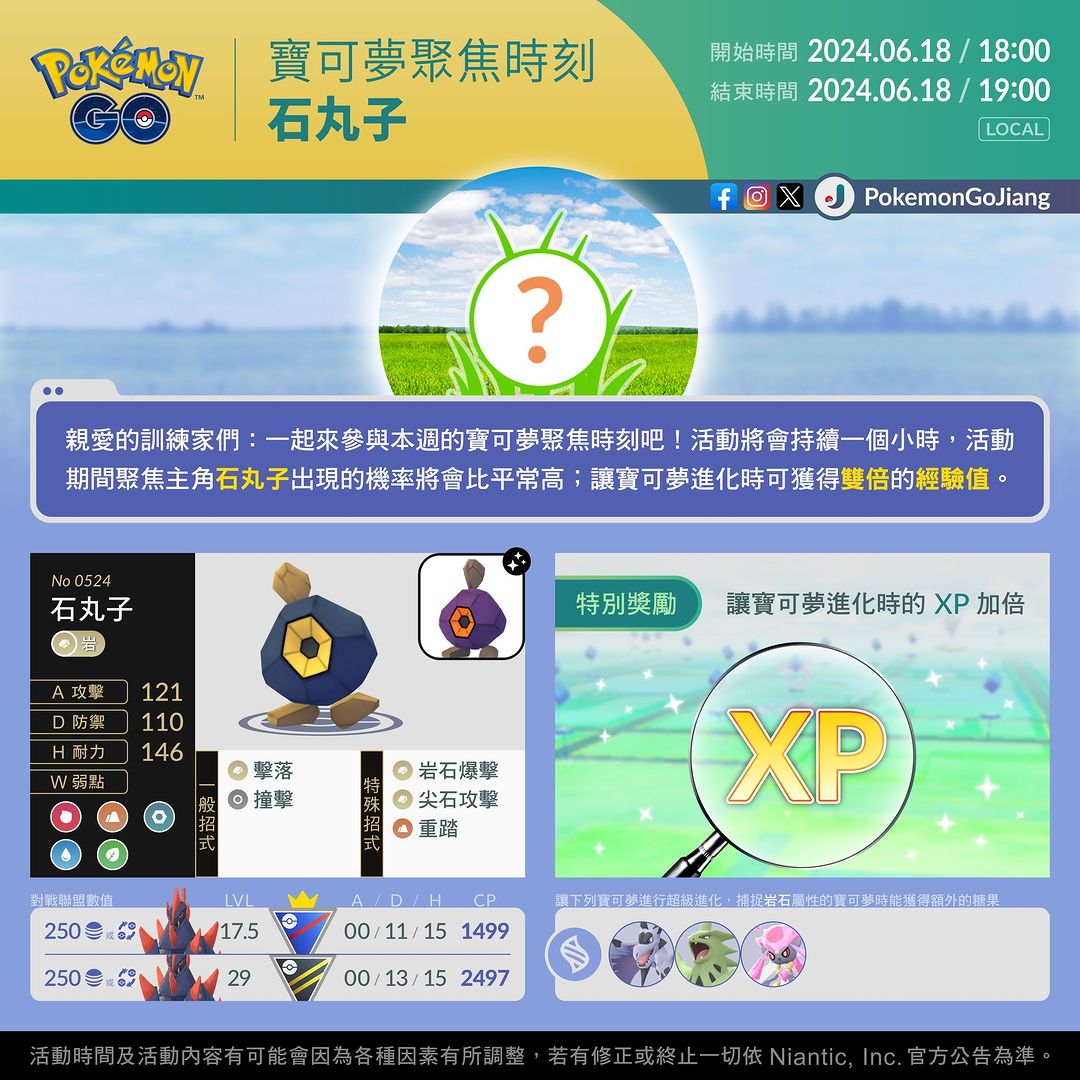 POKÉMON
GO
TM
寶可夢聚焦時刻
石丸子
開始時間 2024.06.18 / 18:00
結束時間 2024.06.18 / 19:00
LOCAL
PokemonGoJiang
?
親愛的訓練家們：一起來參與本週的寶可夢聚焦時刻吧！活動將會持續一個小時，活動
期間聚焦主角石丸子出現的機率將會比平常高；讓寶可夢進化時可獲得雙倍的經驗值。
No 0524
石丸子
岩
A 攻擊 121
D 防禦 110
H 耐力 146
W 弱點
一般招式
擊落
撞擊
特殊招式
岩石爆擊
尖石攻擊
重踏
特別獎勵
讓寶可夢進化時的 XP 加倍
XP
對戰聯盟數值 LVL A / D / H CP
250 或 17.5 00 / 11 / 15 1499
250 或 29 00 / 13 / 15 2497
讓下列寶可夢進行超級進化，捕捉岩石屬性的寶可夢時能獲得額外的糖果
活動時間及活動內容有可能會因為各種因素有所調整，若有修正或終止一切依 Niantic, Inc. 官方公告為準。